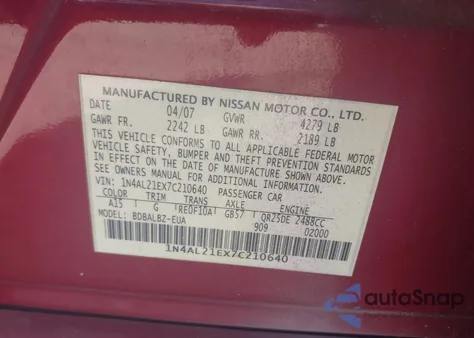 MANUFACTURED BY NISSAN MOTOR CO., LTD.
DATE 04/07 GVWR 4279 LB
GAWR FR. 2242 LB GAWR RR. 2189 LB
THIS VEHICLE CONFORMS TO ALL APPLICABLE FEDERAL MOTOR
VEHICLE SAFETY, BUMPER AND THEFT PREVENTION STANDARDS
IN EFFECT ON THE DATE OF MANUFACTURE SHOWN ABOVE.
SEE OWNERS MANUAL FOR ADDITIONAL INFORMATION.
VIN: 1N4AL21EX7C210640 PASSENGER CAR
COLOR TRIM TRANS AXLE ENGINE
A15 G RE0F10A GB57 QR25DE 2488CC
MODEL: BDBALBZ-EUA 909 02000
1N4AL21EX7C210640
autoSnap